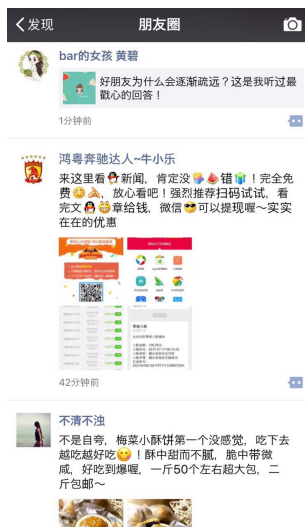 发现
朋友圈
bar的女孩 黄碧
好朋友为什么会逐渐疏远？这是我听过最
戳心的回答！
1分钟前
鸿粤奔驰达人~牛小乐
来这里看新闻，肯定没错！完全免
费，放心看吧！强烈推荐扫码试试，看
完文章给钱，微信可以提现喔～实实
在在的优惠
42分钟前
不清不浊
不是自夸，梅菜小酥饼第一个没感觉，吃下去
越吃越好吃！酥中甜而不腻，脆中带微
咸，好吃到爆喔，一斤50个左右超大包，二
斤包邮～